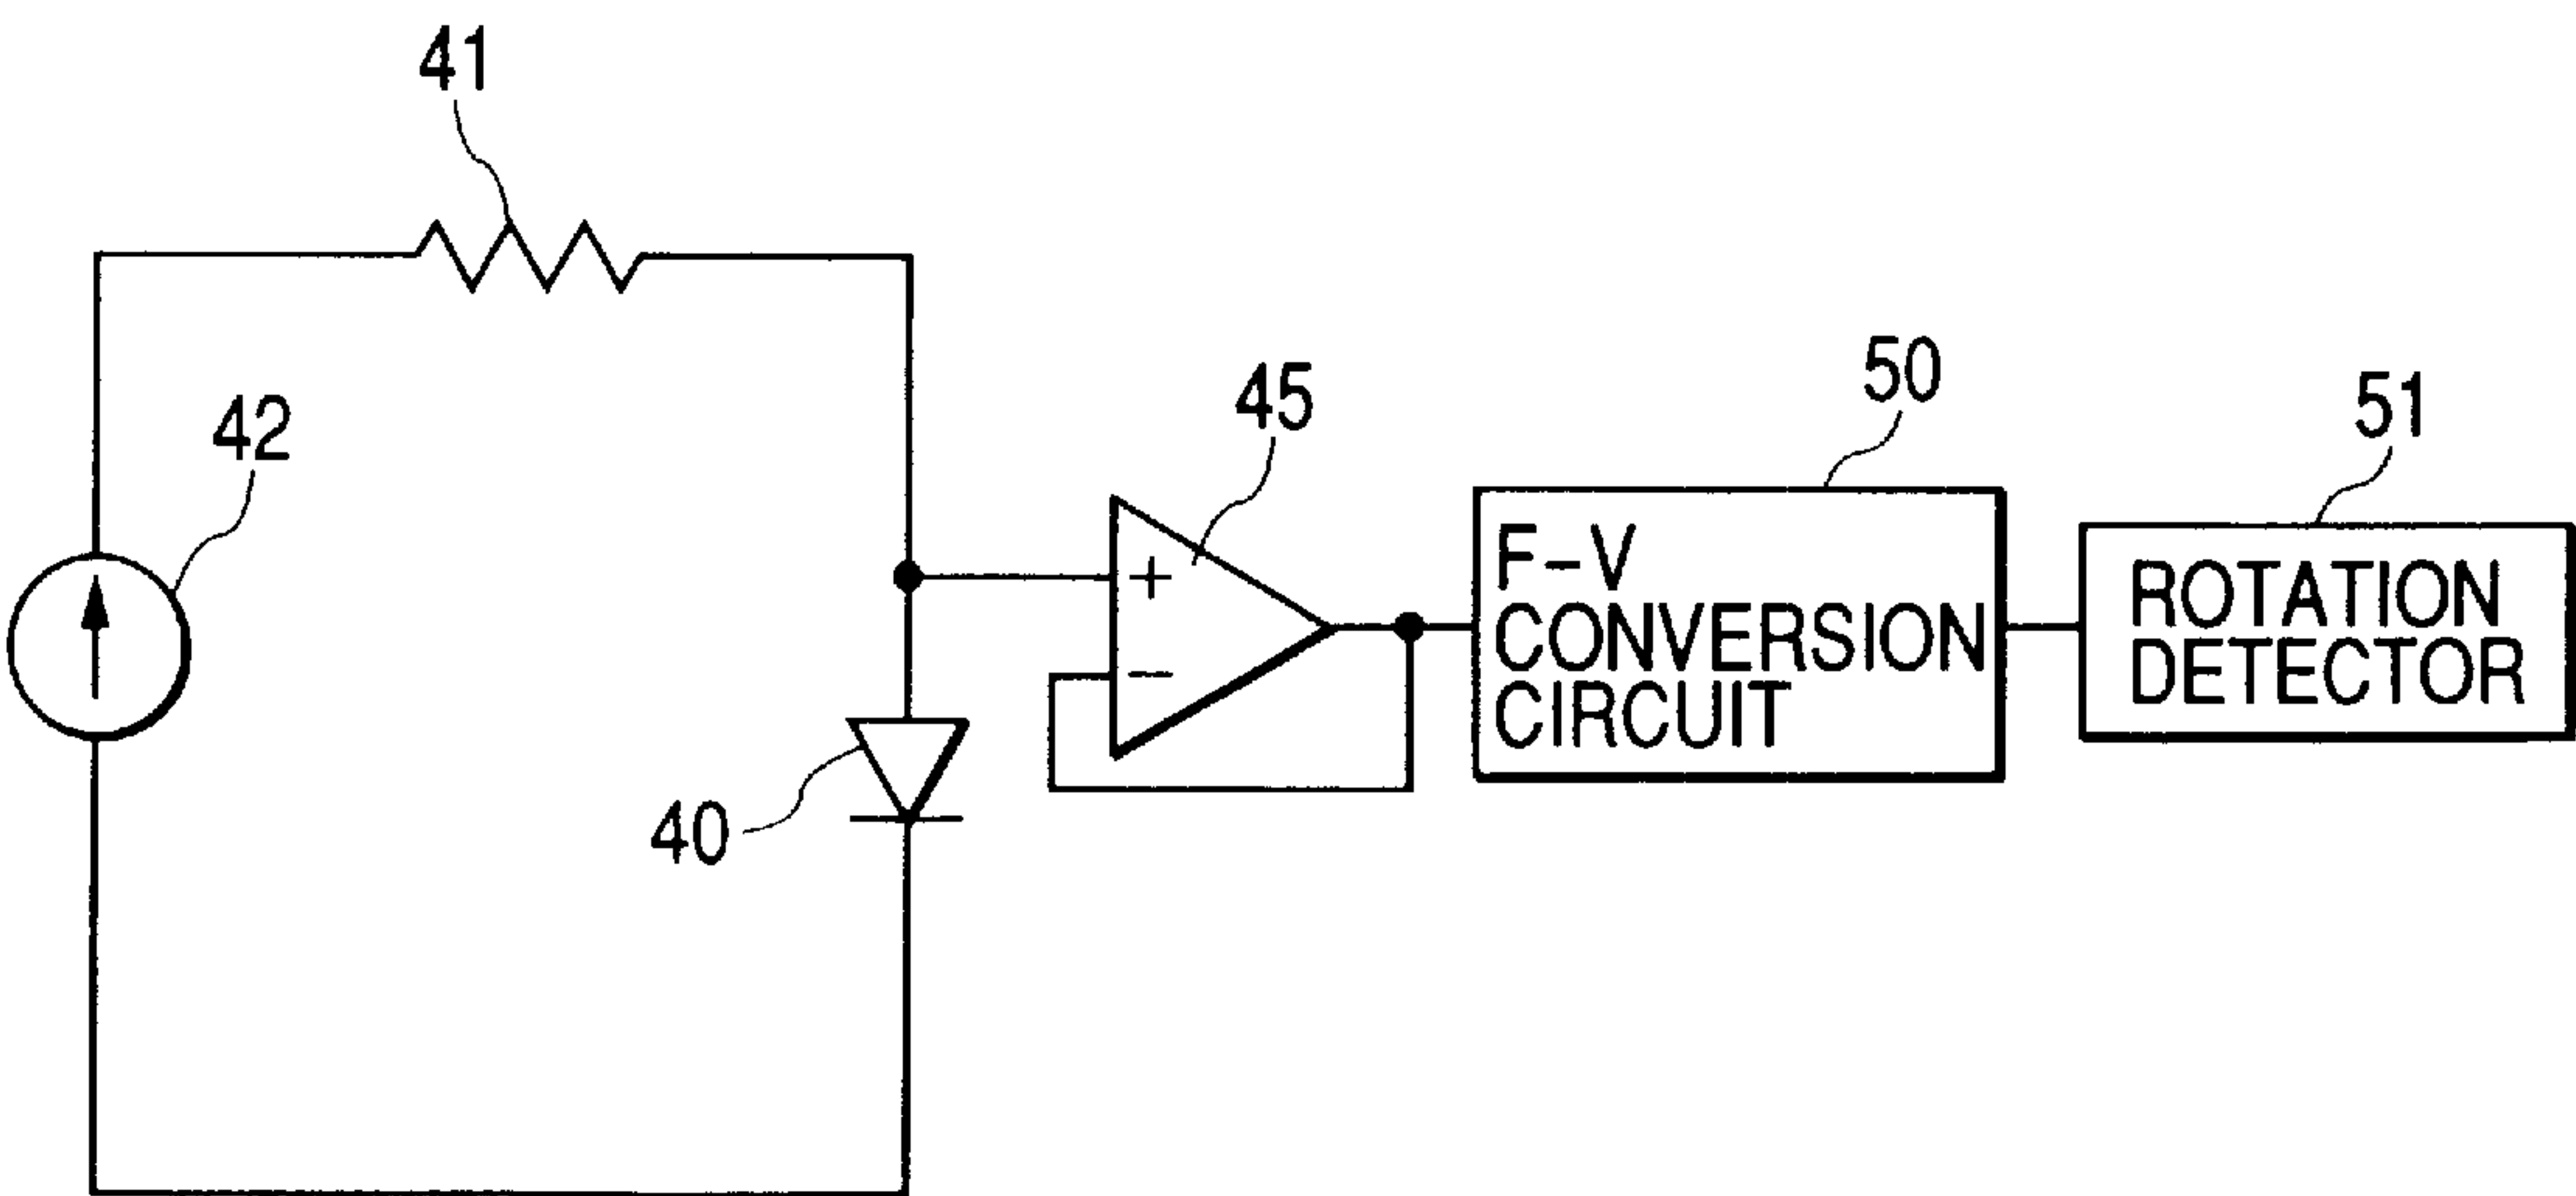 41
42
45
50
51
40
+
−
F-V
CONVERSION
CIRCUIT
ROTATION
DETECTOR